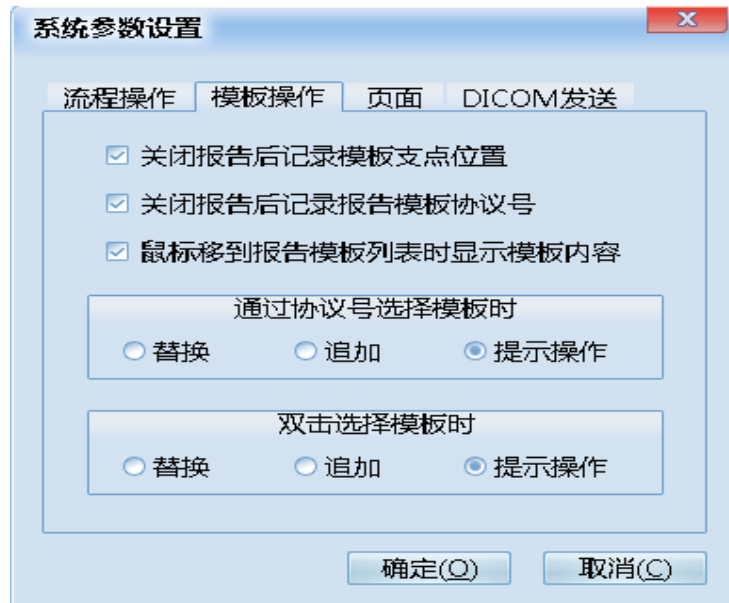 系统参数设置
流程操作 模板操作 页面 DICOM发送
关闭报告后记录模板支点位置
关闭报告后记录报告模板协议号
鼠标移到报告模板列表时显示模板内容
通过协议号选择模板时
替换 追加 提示操作
双击选择模板时
替换 追加 提示操作
确定(O) 取消(C)